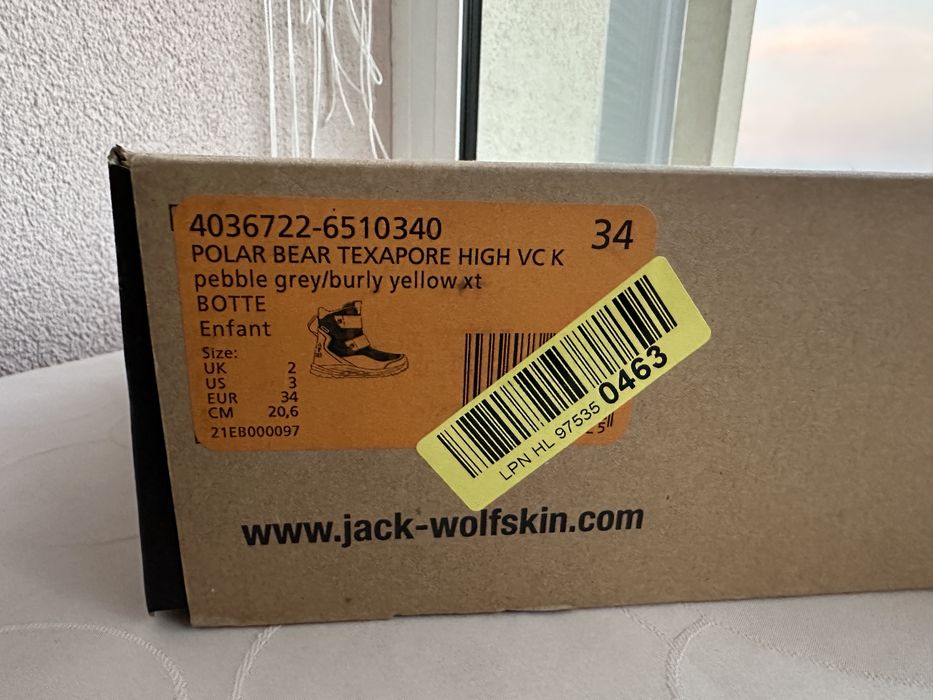 4036722-6510340
34
POLAR BEAR TEXAPORE HIGH VC K
pebble grey/burly yellow xt
BOTTE
Enfant
Size:
UK 2
US 3
EUR 34
CM 20,6
21EB000097
LPN HL 97535 0463
www.jack-wolfskin.com